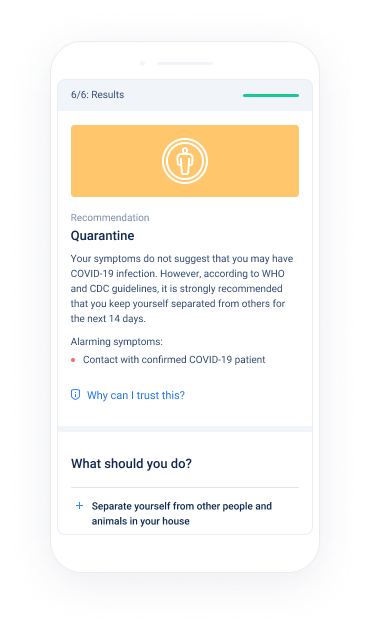 6/6: Results
Recommendation
Quarantine
Your symptoms do not suggest that you may have
COVID-19 infection. However, according to WHO
and CDC guidelines, it is strongly recommended
that you keep yourself separated from others for
the next 14 days.
Alarming symptoms:
Contact with confirmed COVID-19 patient
Why can I trust this?
What should you do?
Separate yourself from other people and
animals in your house